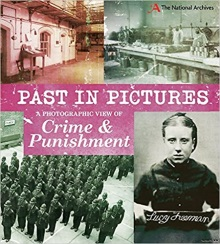 The National Archives
PAST IN PICTURES
A PHOTOGRAPHIC VIEW OF
Crime &
Punishment
Lucy Freeman